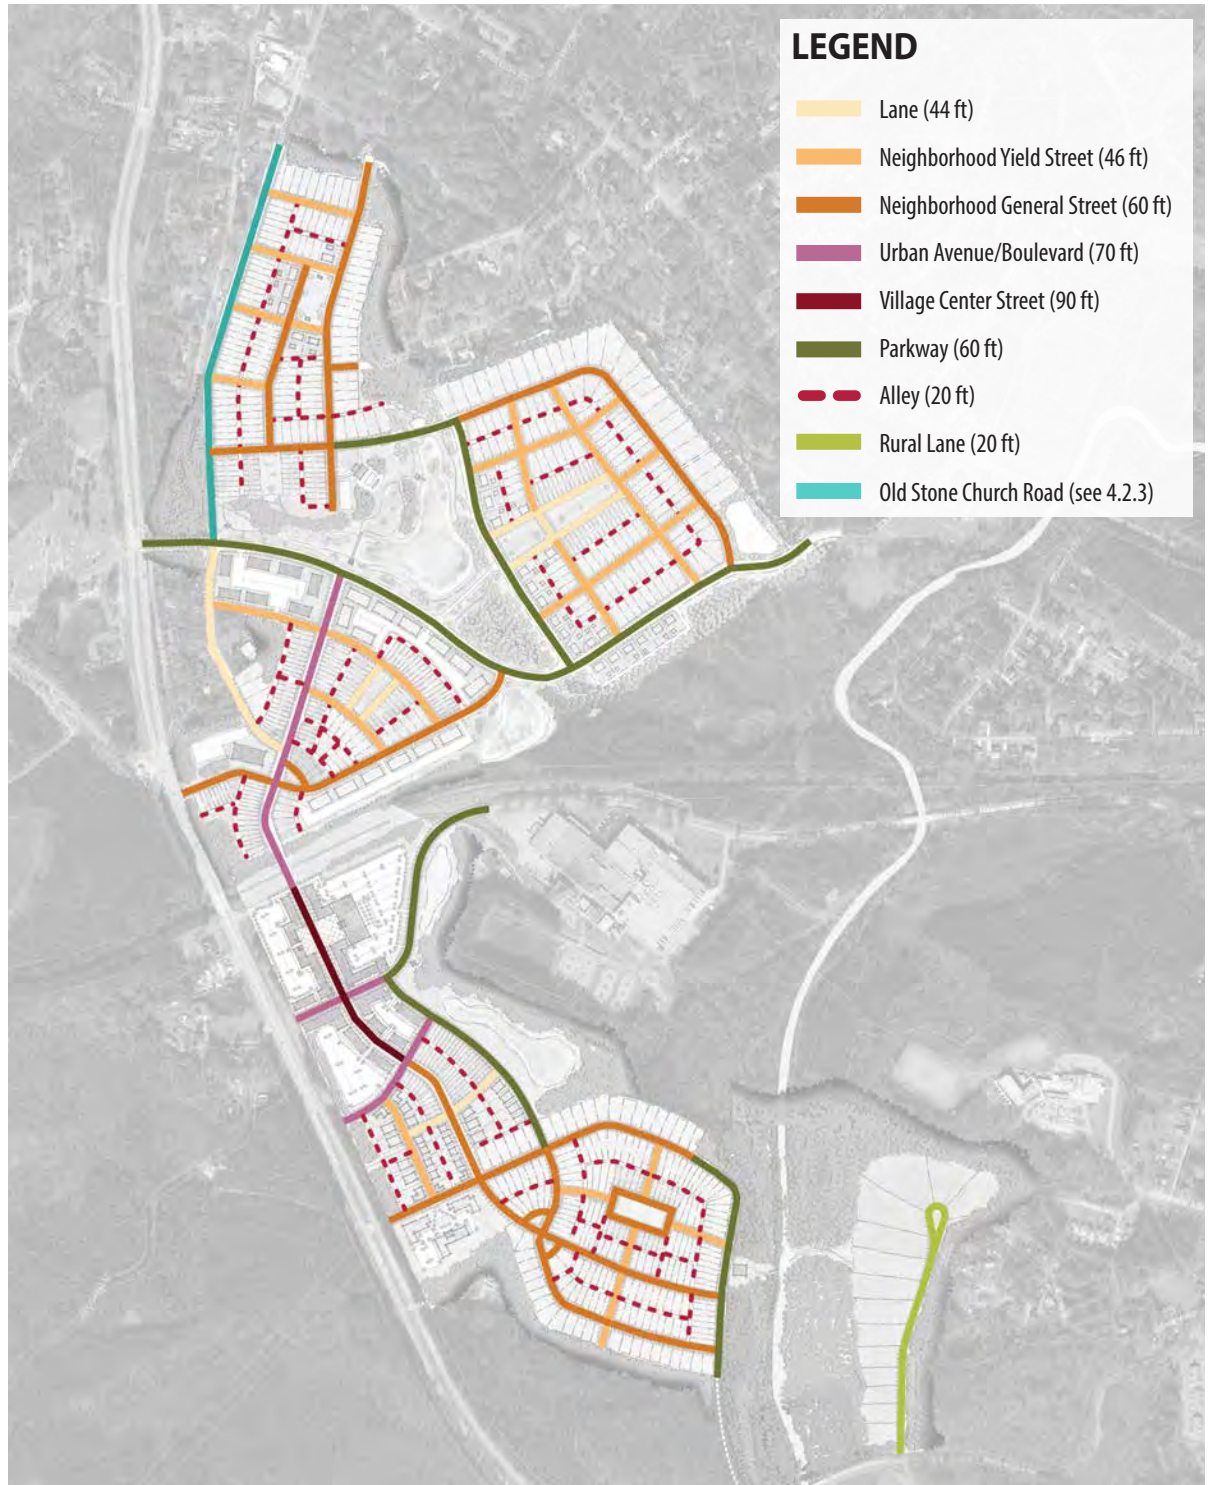 LEGEND
Lane (44 ft)
Neighborhood Yield Street (46 ft)
Neighborhood General Street (60 ft)
Urban Avenue/Boulevard (70 ft)
Village Center Street (90 ft)
Parkway (60 ft)
Alley (20 ft)
Rural Lane (20 ft)
Old Stone Church Road (see 4.2.3)